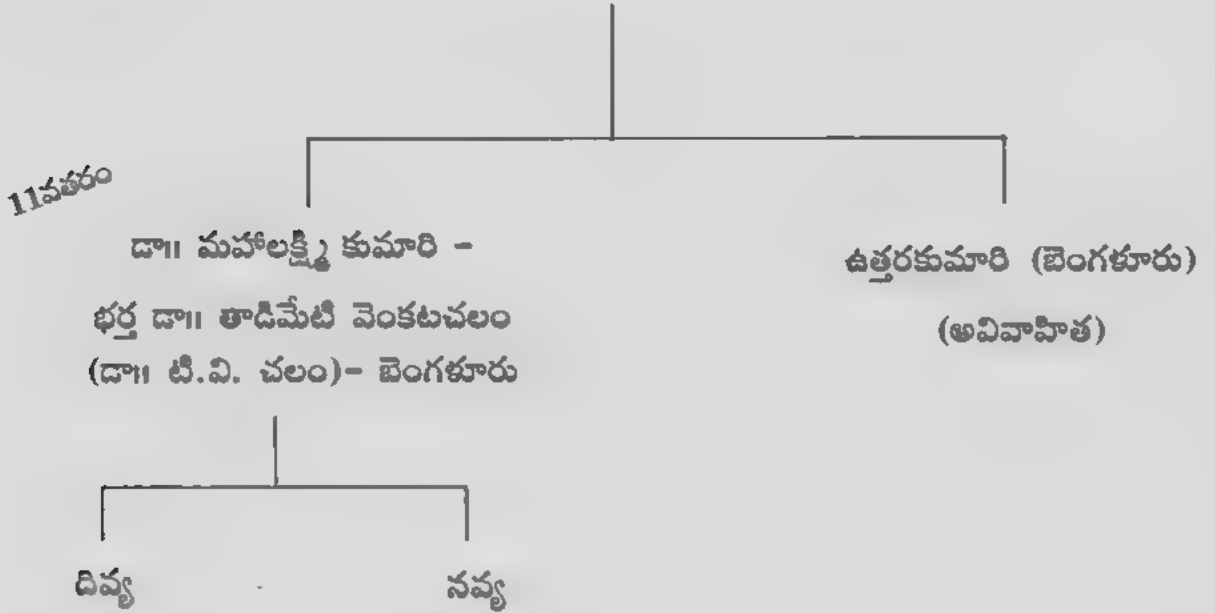 11వతరం
డా॥ మహాలక్ష్మి కుమారి -
భర్త డా॥ తాడిమేటి వెంకటచలం
(డా॥ టి.వి. చలం)- బెంగళూరు
ఉత్తరకుమారి (బెంగళూరు)
(అవివాహిత)
దివ్య
నవ్య